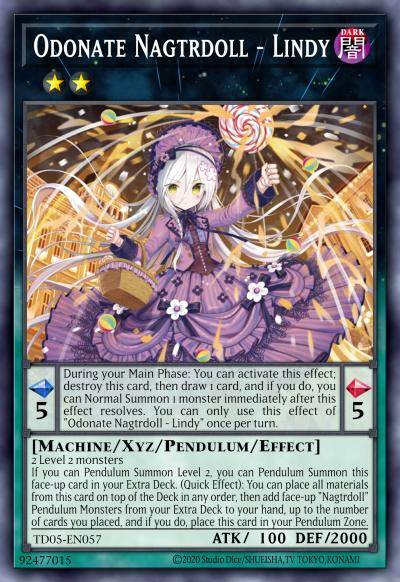 ODONATE NAGTRDOLL - LINDY
DARK
闇
During your Main Phase: You can activate this effect;
destroy this card, then draw 1 card, and if you do, you
can Normal Summon 1 monster immediately after this
effect resolves. You can only use this effect of
"Odonate Nagtrdoll - Lindy" once per turn.
5
5
[MACHINE/XYZ/PENDULUM/EFFECT]
2 Level 2 monsters
If you can Pendulum Summon Level 2, you can Pendulum Summon this
face-up card in your Extra Deck. (Quick Effect): You can place all materials
from this card on top of the Deck in any order, then add face-up "Nagtrdoll"
Pendulum Monsters from your Extra Deck to your hand, up to the
number of cards you placed, and if you do, place this card in your Pendulum Zone.
TD05-EN057
ATK/ 100 DEF/2000
92477015
©2020 Studio Dice/SHUEISHA,TV TOKYO,KONAMI